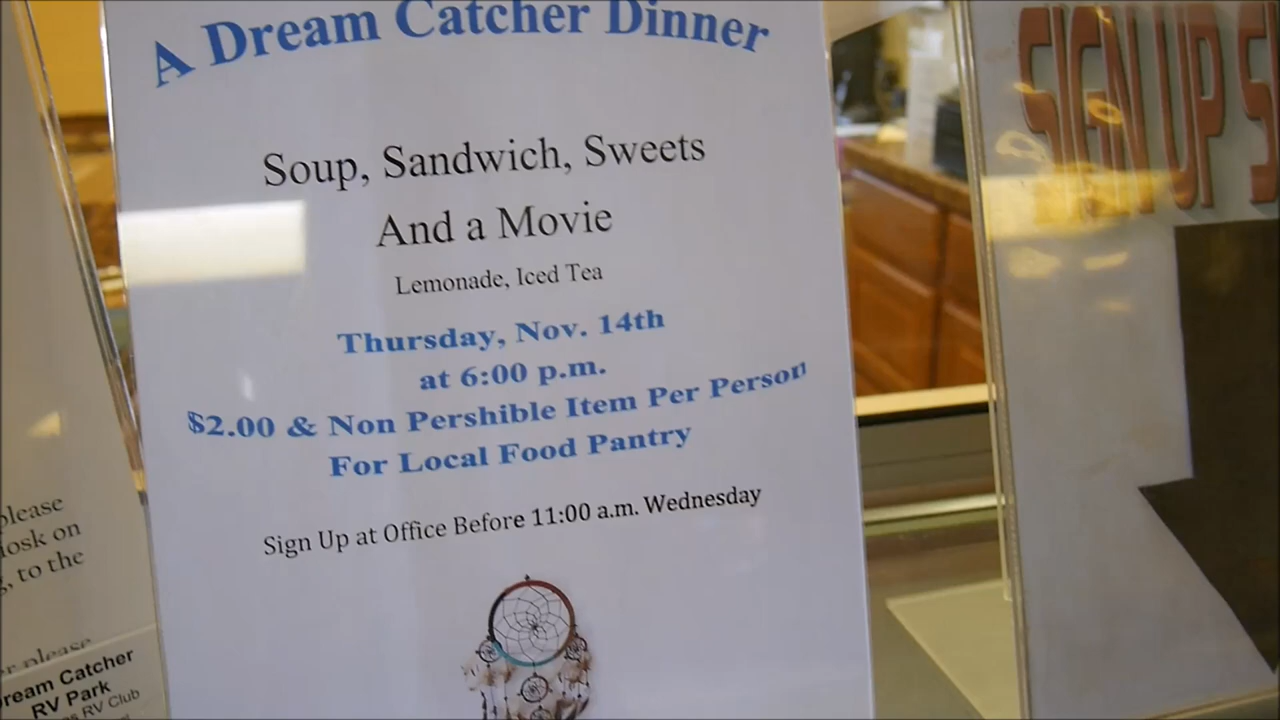 A Dream Catcher Dinner
Soup, Sandwich, Sweets
And a Movie
Lemonade, Iced Tea
Thursday, Nov. 14th
at 6:00 p.m.
$2.00 & Non Pershible Item Per Person
For Local Food Pantry
Sign Up at Office Before 11:00 a.m. Wednesday
please
on
to the
please
Dream Catcher
RV Park
RV Club
SIGN UP